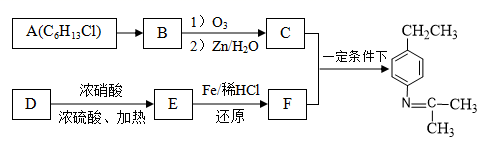 A(C₆H₁₃Cl) B 1）O₃ 2）Zn/H₂O C
一定条件下
CH₂CH₃
N=C CH₃ CH₃
D 浓硝酸 浓硫酸、加热 E Fe/稀HCl 还原 F